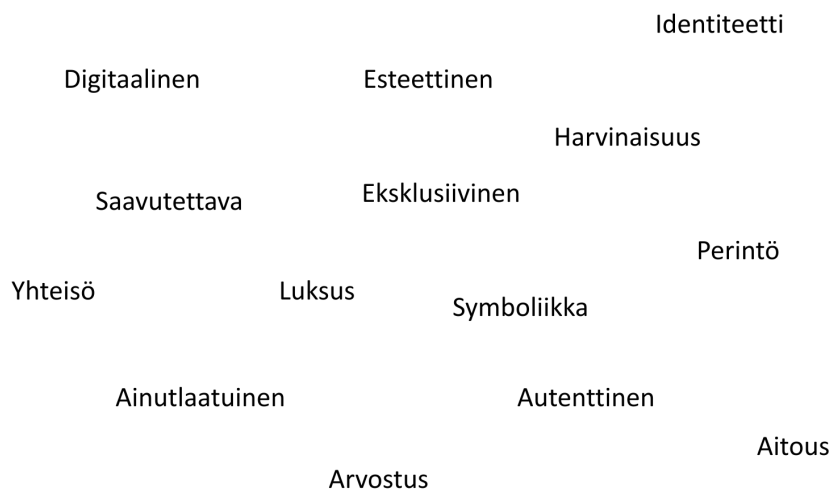 Identiteetti
Digitaalinen
Esteettinen
Harvinaisuus
Saavutettava
Eksklusiivinen
Perintö
Yhteisö
Luksus
Symboliikka
Ainutlaatuinen
Autenttinen
Aitous
Arvostus